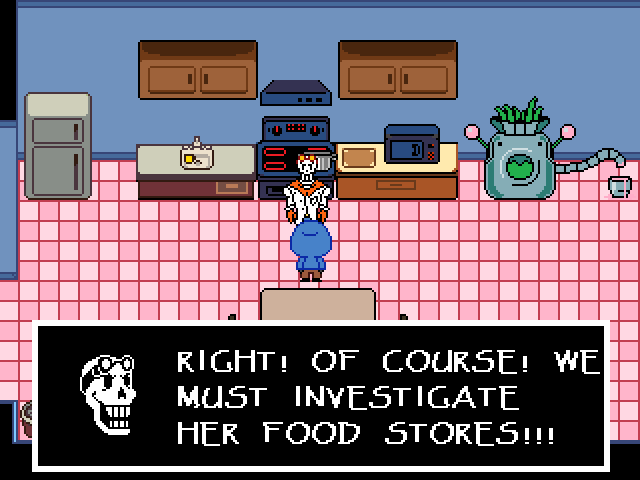 RIGHT! OF COURSE! WE
MUST INVESTIGATE
HER FOOD STORES!!!